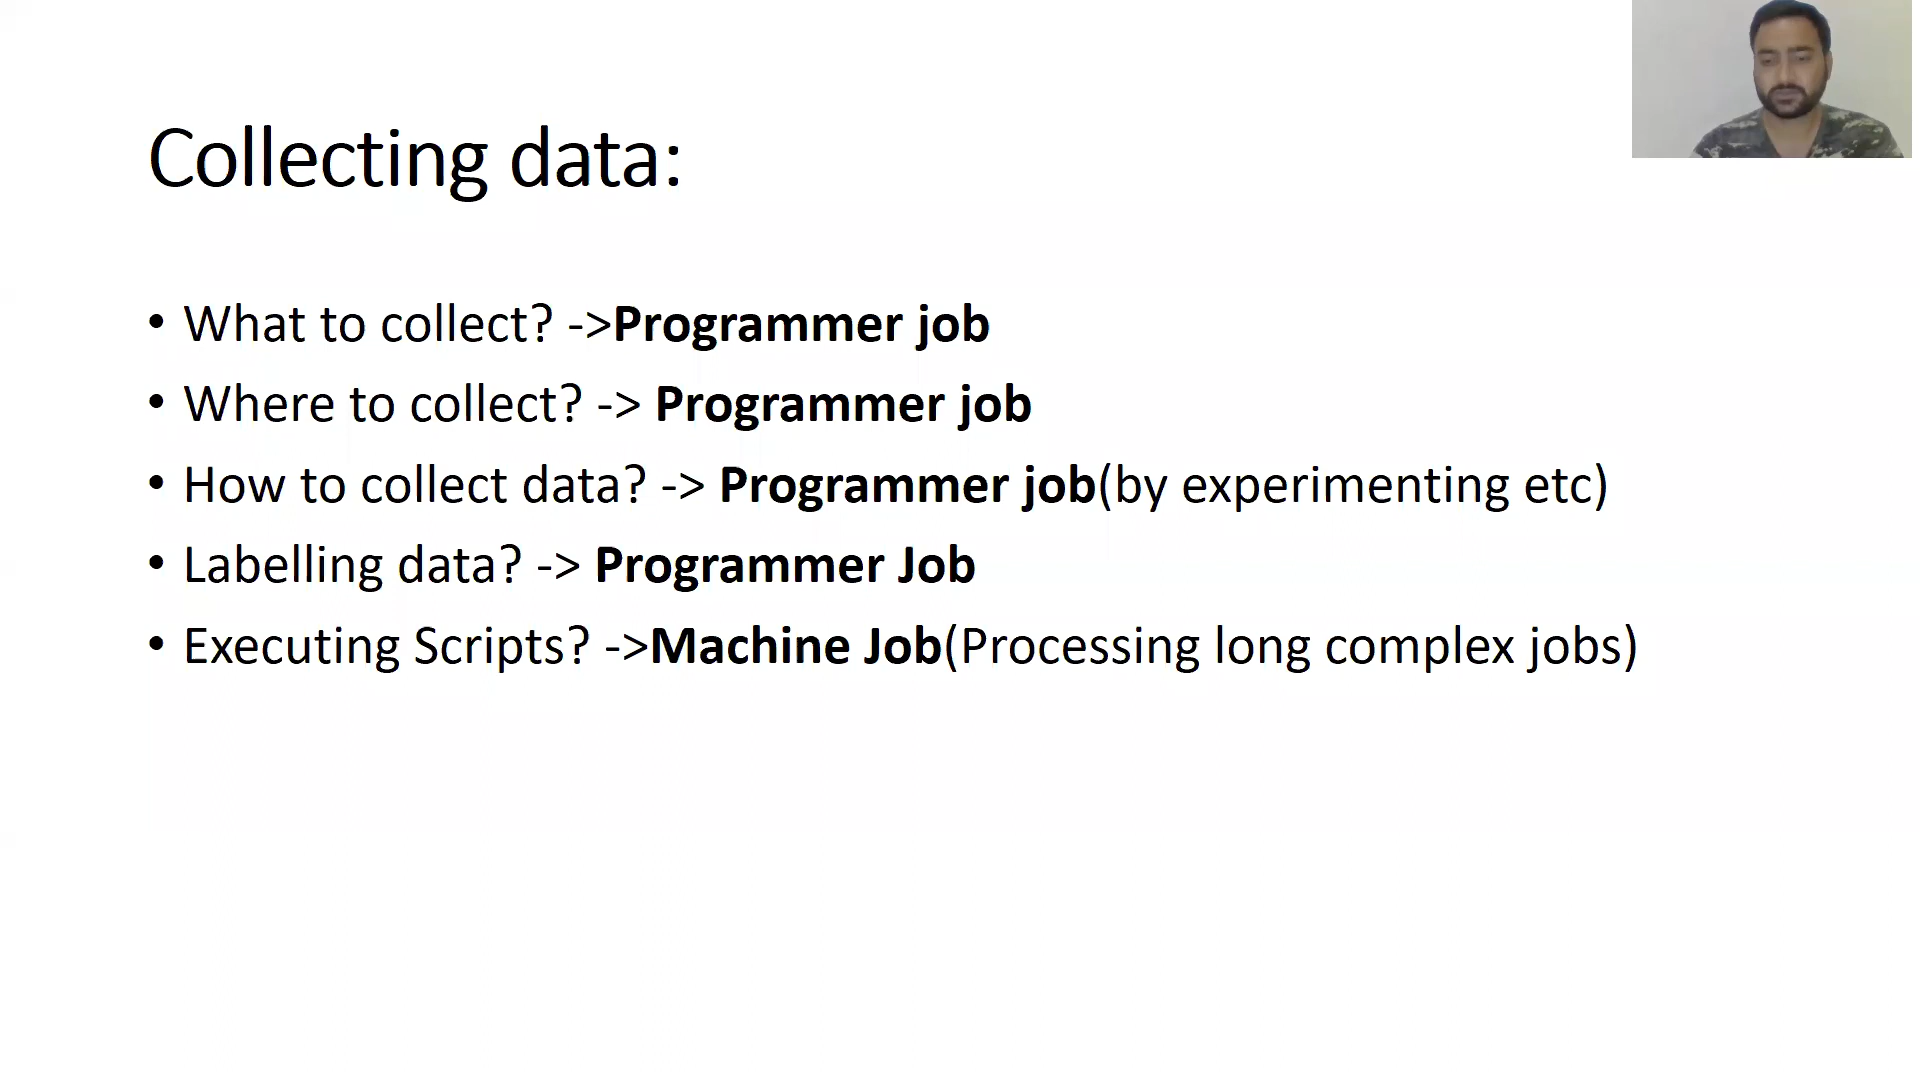 Collecting data:
• What to collect? ->Programmer job
• Where to collect? -> Programmer job
• How to collect data? -> Programmer job(by experimenting etc)
• Labelling data? -> Programmer Job
• Executing Scripts? ->Machine Job(Processing long complex jobs)